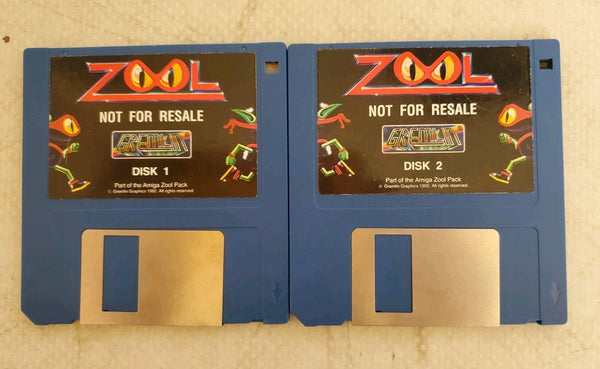 ZOOL
NOT FOR RESALE
GREMLIN
DISK 1
Part of the Amiga Zool Pack
© Gremlin Graphics 1992. All rights reserved.
ZOOL
NOT FOR RESALE
GREMLIN
DISK 2
Part of the Amiga Zool Pack
© Gremlin Graphics 1992. All rights reserved.